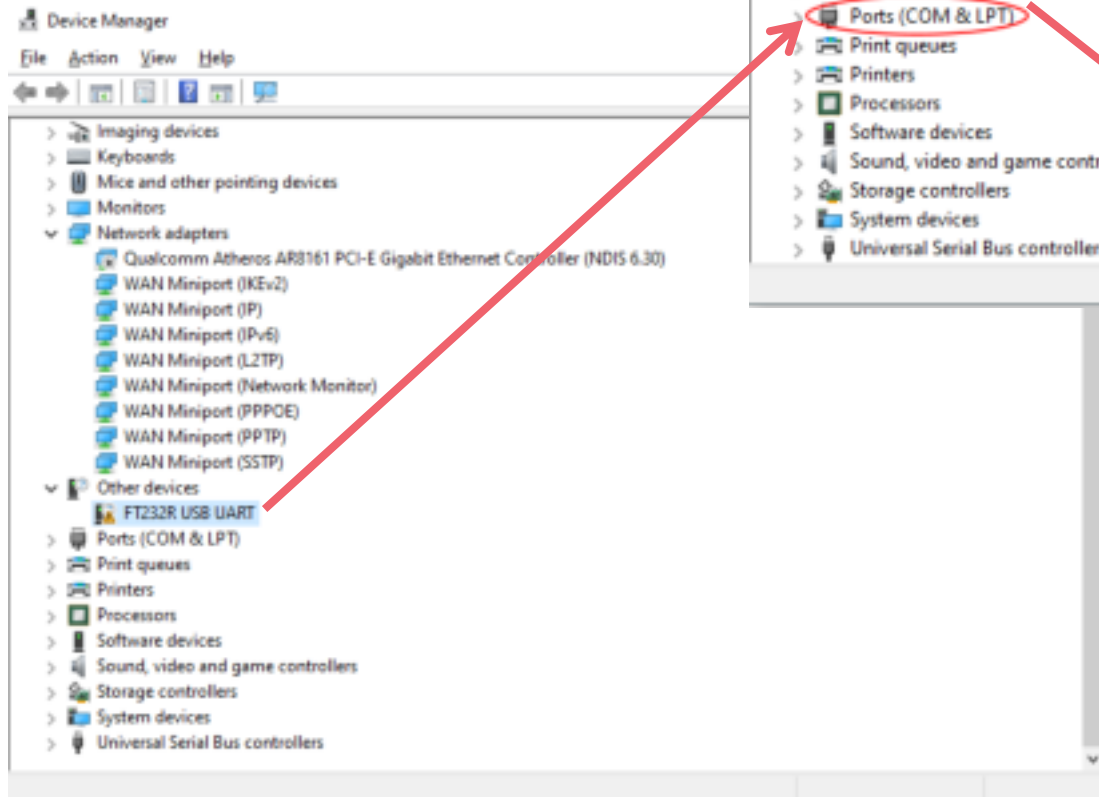 Device Manager
File Action View Help
Imaging devices
Keyboards
Mice and other pointing devices
Monitors
Network adapters
Qualcomm Atheros AR8161 PCI-E Gigabit Ethernet Controller (NDIS 6.30)
WAN Miniport (IKEv2)
WAN Miniport (IP)
WAN Miniport (IPv6)
WAN Miniport (L2TP)
WAN Miniport (Network Monitor)
WAN Miniport (PPPOE)
WAN Miniport (PPTP)
WAN Miniport (SSTP)
Other devices
FT232R USB UART
Ports (COM & LPT)
Print queues
Printers
Processors
Software devices
Sound, video and game controllers
Storage controllers
System devices
Universal Serial Bus controllers
Ports (COM & LPT)
Print queues
Printers
Processors
Software devices
Sound, video and game contr
Storage controllers
System devices
Universal Serial Bus controller